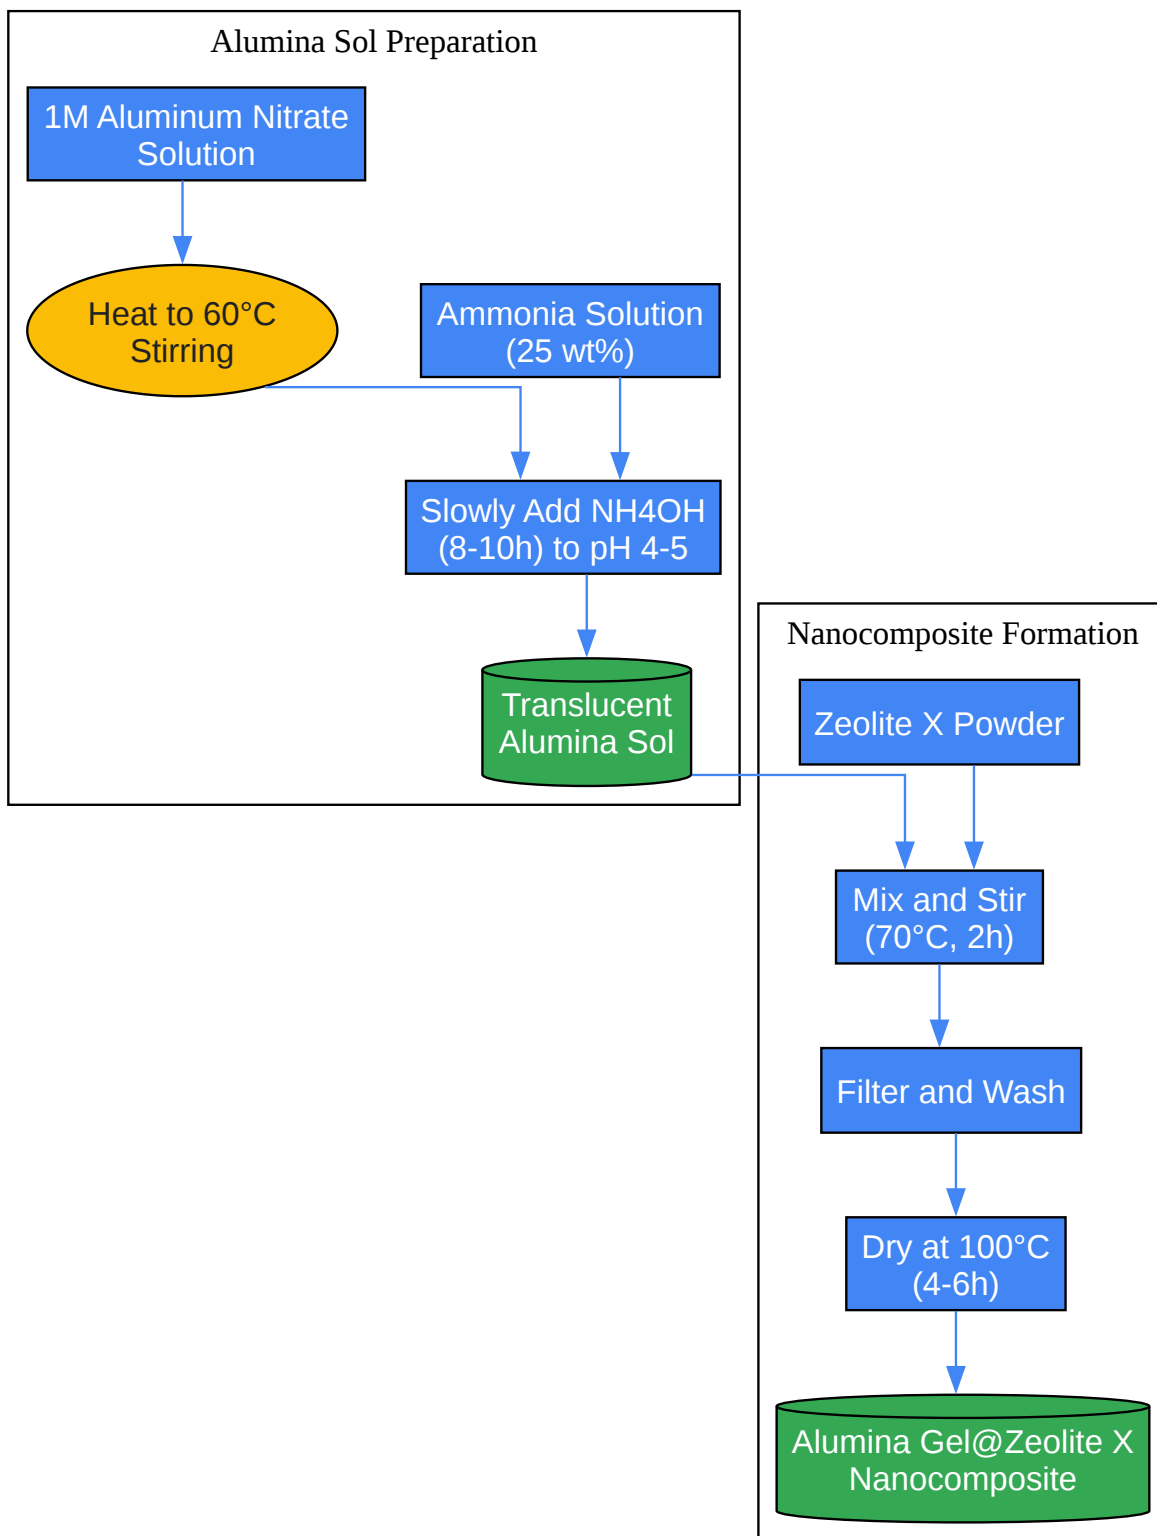 Alumina Sol Preparation
1M Aluminum Nitrate
Solution
Heat to 60°C
Stirring
Ammonia Solution
(25 wt%)
Slowly Add NH4OH
(8-10h) to pH 4-5
Translucent
Alumina Sol
Nanocomposite Formation
Zeolite X Powder
Mix and Stir
(70°C, 2h)
Filter and Wash
Dry at 100°C
(4-6h)
Alumina Gel@Zeolite X
Nanocomposite